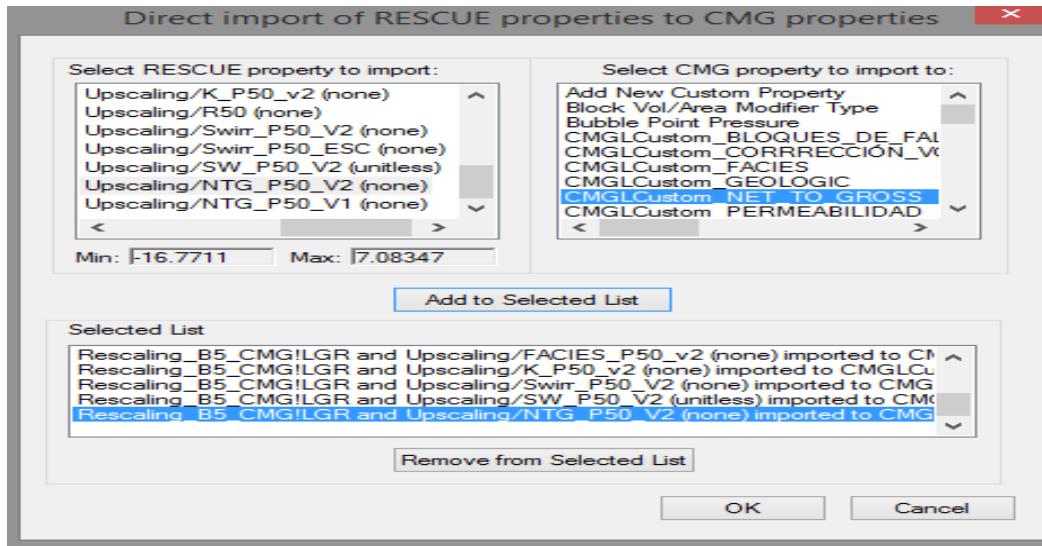 Direct import of RESCUE properties to CMG properties
Select RESCUE property to import:
Upscaling/K_P50_v2 (none)
Upscaling/R50 (none)
Upscaling/Swirr_P50_V2 (none)
Upscaling/Swirr_P50_ESC (none)
Upscaling/SW_P50_V2 (unitless)
Upscaling/NTG_P50_V2 (none)
Upscaling/NTG_P50_V1 (none)
Min: -16.7711 Max: 7.08347
Select CMG property to import to:
Add New Custom Property
Block Vol/Area Modifier Type
Bubble Point Pressure
CMGLCustom_BLOQUES_DE_FAL
CMGLCustom_CORRRECCIÓN_VO
CMGLCustom_FACIES
CMGLCustom_GEOLOGIC
CMGLCustom_NET_TO_GROSS
CMGLCustom_PERMEABILIDAD
Add to Selected List
Selected List
Rescaling_B5_CMG!LGR and Upscaling/FACIES_P50_v2 (none) imported to CM
Rescaling_B5_CMG!LGR and Upscaling/K_P50_v2 (none) imported to CMGLCu
Rescaling_B5_CMG!LGR and Upscaling/Swirr_P50_V2 (none) imported to CMG
Rescaling_B5_CMG!LGR and Upscaling/SW_P50_V2 (unitless) imported to CMG
Rescaling_B5_CMG!LGR and Upscaling/NTG_P50_V2 (none) imported to CMG
Remove from Selected List
OK Cancel